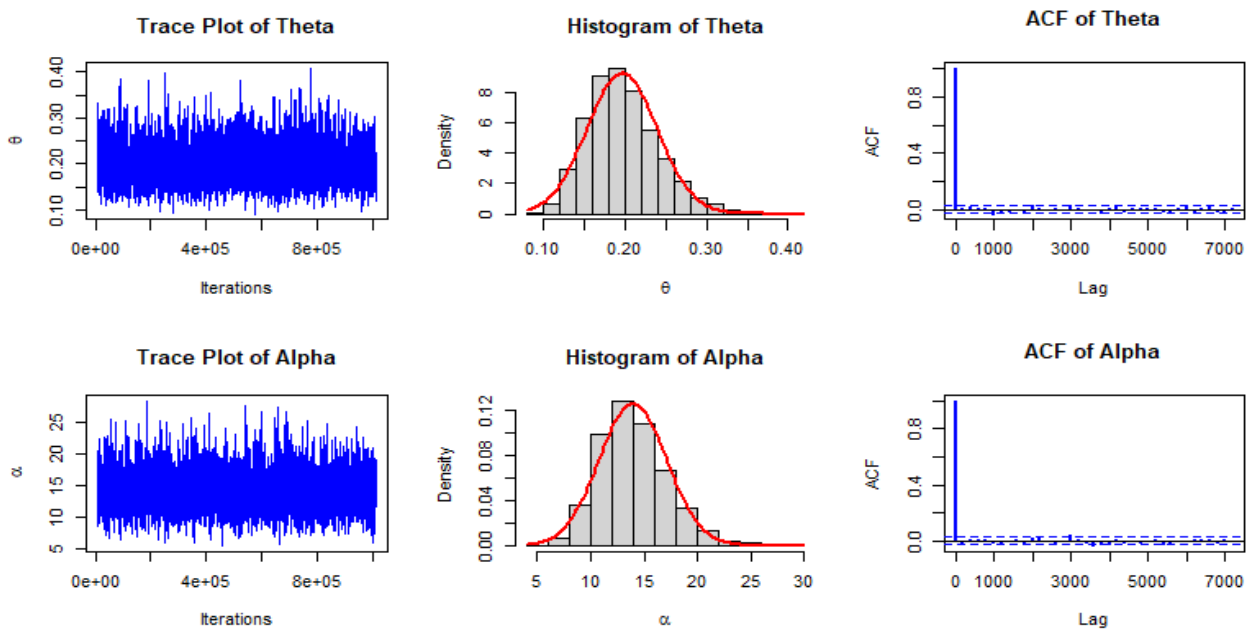 Trace Plot of Theta
θ
0.10 0.20 0.30 0.40
0e+00 4e+05 8e+05
Iterations
Histogram of Theta
Density
0 2 4 6 8
0.10 0.20 0.30 0.40
θ
ACF of Theta
ACF
0.0 0.4 0.8
0 1000 3000 5000 7000
Lag
Trace Plot of Alpha
α
5 10 15 20 25
0e+00 4e+05 8e+05
Iterations
Histogram of Alpha
Density
0.00 0.04 0.08 0.12
5 10 15 20 25 30
α
ACF of Alpha
ACF
0.0 0.4 0.8
0 1000 3000 5000 7000
Lag